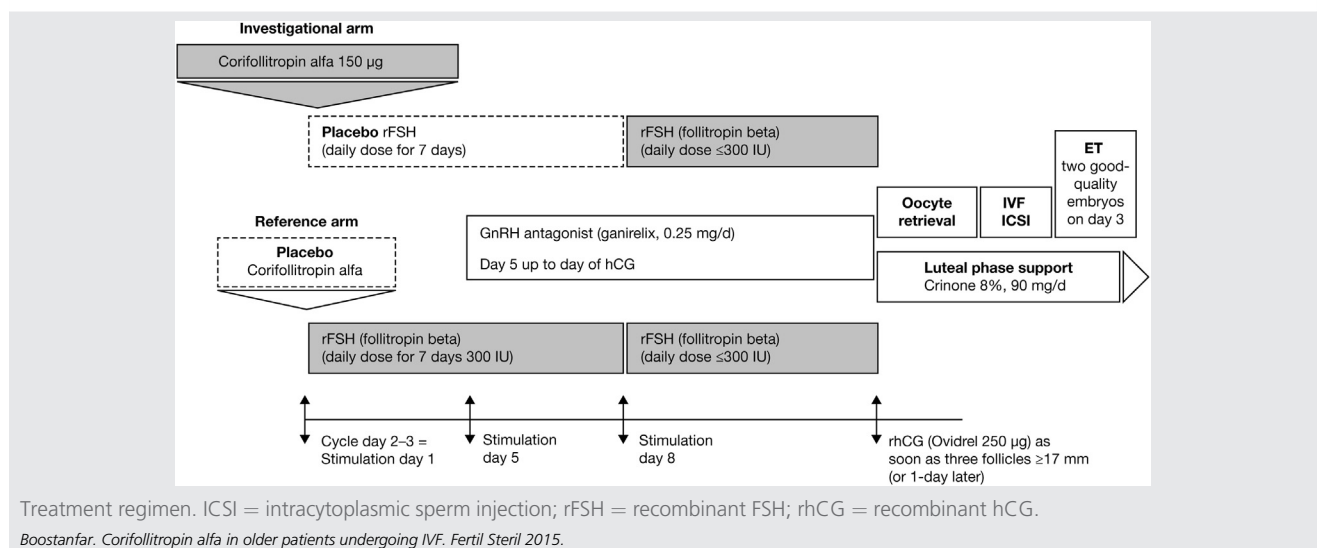 Investigational arm
Corifollitropin alfa 150 µg
Placebo rFSH
(daily dose for 7 days)
rFSH (follitropin beta)
(daily dose ≤300 IU)
ET
two good-
quality
embryos
on day 3
Oocyte
retrieval
IVF
ICSI
Reference arm
Placebo
Corifollitropin alfa
GnRH antagonist (ganirelix, 0.25 mg/d)
Day 5 up to day of hCG
Luteal phase support
Crinone 8%, 90 mg/d
rFSH (follitropin beta)
(daily dose for 7 days 300 IU)
rFSH (follitropin beta)
(daily dose ≤300 IU)
Cycle day 2–3 =
Stimulation day 1
Stimulation
day 5
Stimulation
day 8
rhCG (Ovidrel 250 µg) as
soon as three follicles ≥17 mm
(or 1-day later)
Treatment regimen. ICSI = intracytoplasmic sperm injection; rFSH = recombinant FSH; rhCG = recombinant hCG.
Boostanfar. Corifollitropin alfa in older patients undergoing IVF. Fertil Steril 2015.